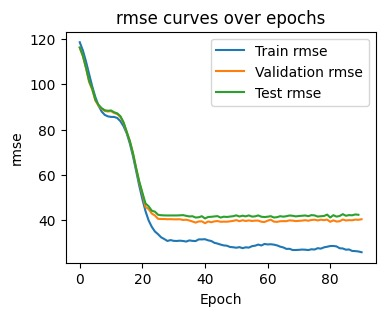 rmse curves over epochs
120
100
80
60
40
rmse
Train rmse
Validation rmse
Test rmse
0
20
40
60
80
Epoch